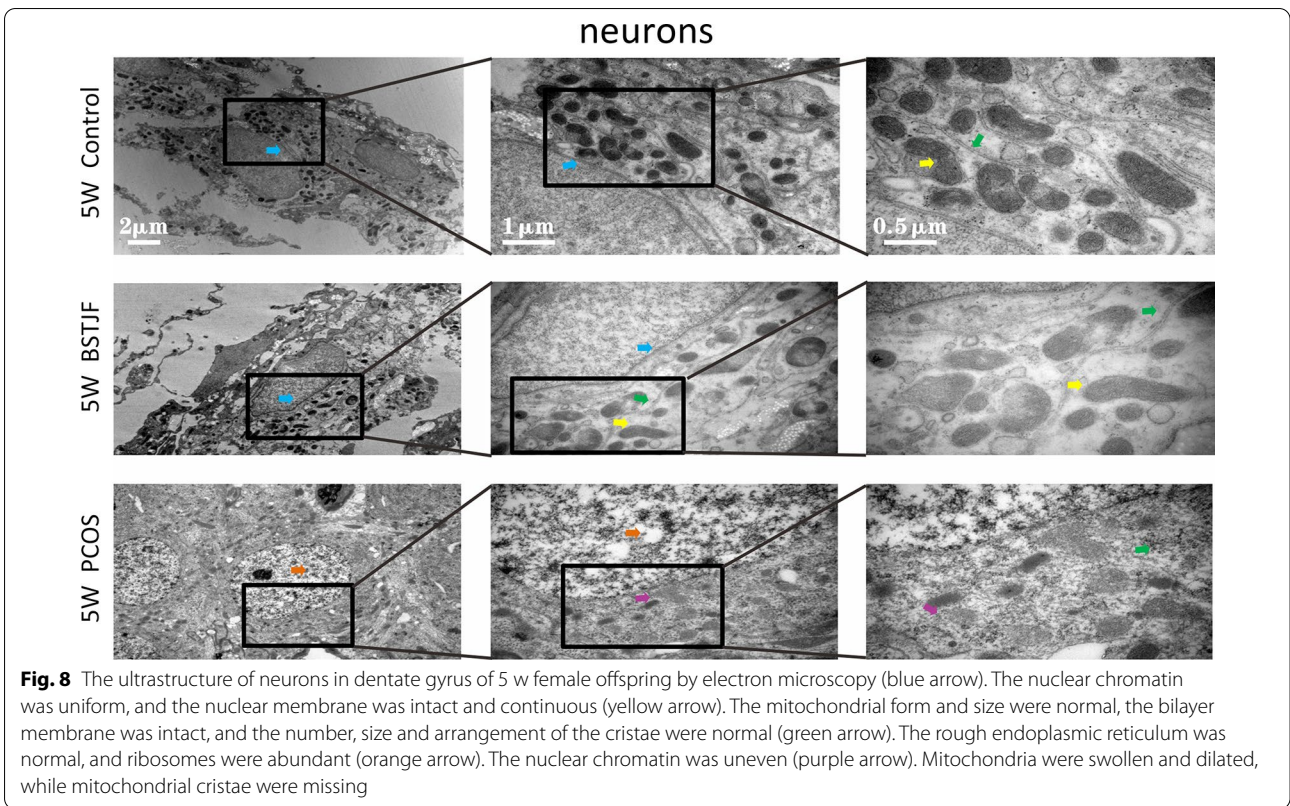 neurons
5W Control
2µm
1µm
0.5µm
5W BSTJF
5W PCOS
Fig. 8 The ultrastructure of neurons in dentate gyrus of 5 w female offspring by electron microscopy (blue arrow). The nuclear chromatin
was uniform, and the nuclear membrane was intact and continuous (yellow arrow). The mitochondrial form and size were normal, the bilayer
membrane was intact, and the number, size and arrangement of the cristae were normal (green arrow). The rough endoplasmic reticulum was
normal, and ribosomes were abundant (orange arrow). The nuclear chromatin was uneven (purple arrow). Mitochondria were swollen and dilated,
while mitochondrial cristae were missing